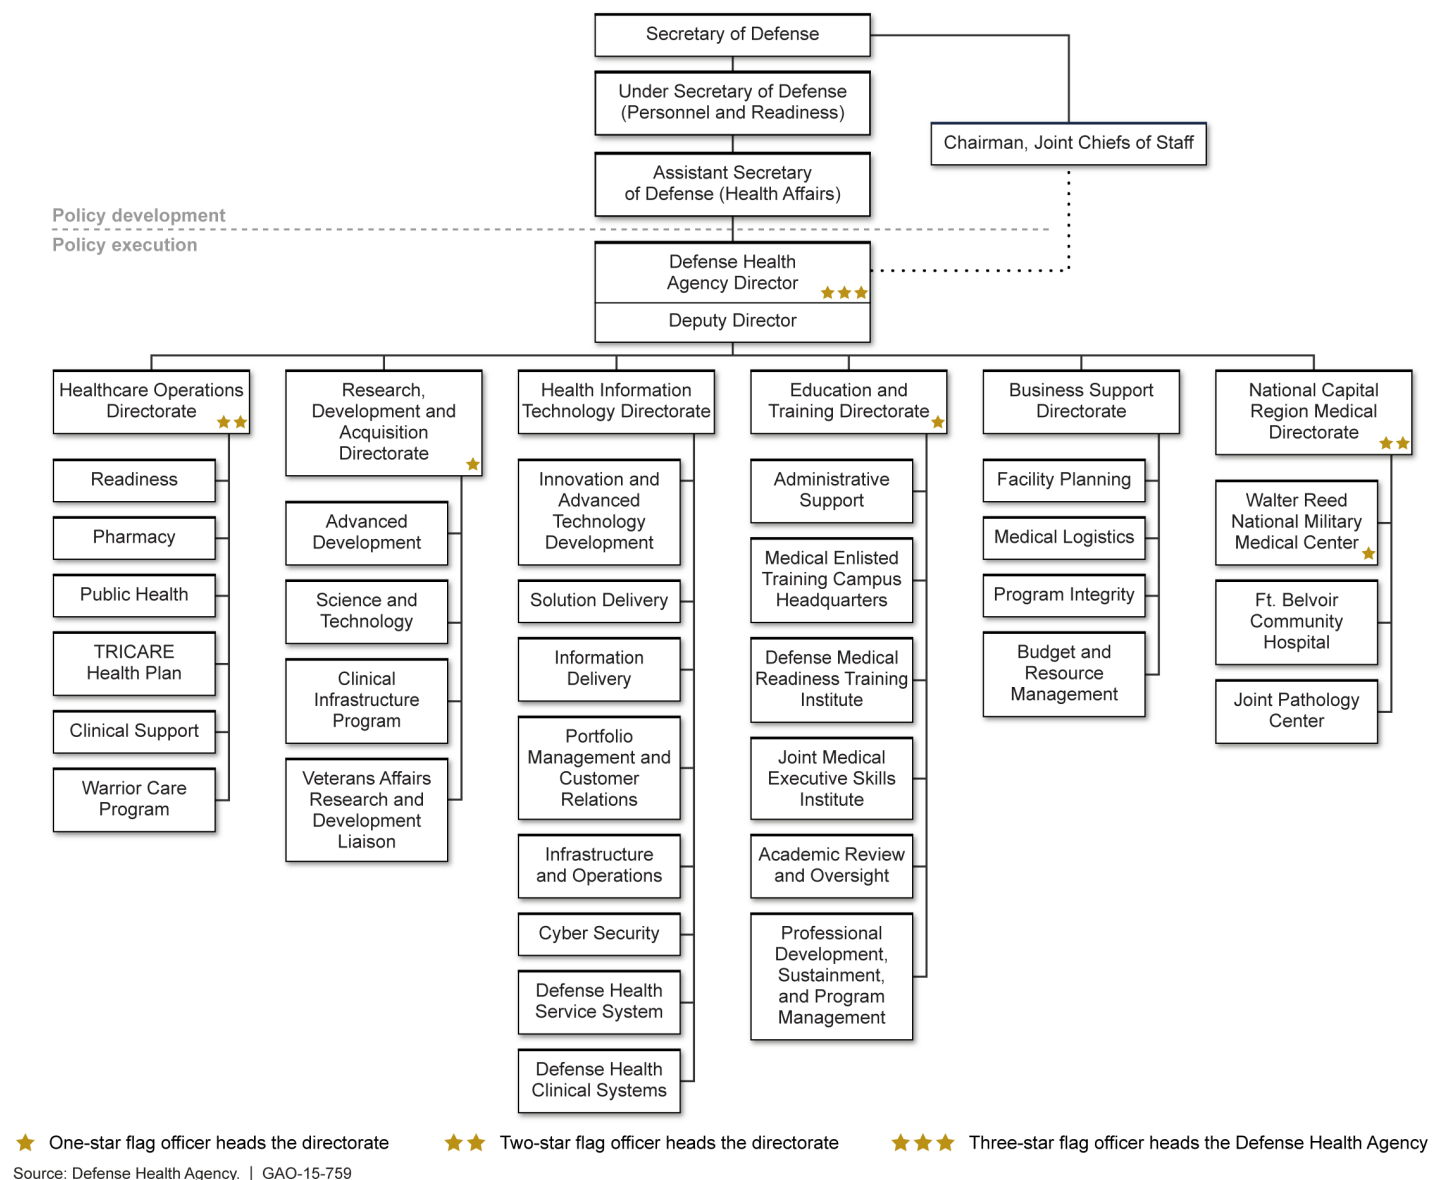 Secretary of Defense
Under Secretary of Defense
(Personnel and Readiness)
Chairman, Joint Chiefs of Staff
Assistant Secretary
of Defense (Health Affairs)
Policy development
Policy execution
Defense Health
Agency Director
Deputy Director
Healthcare Operations
Directorate
Readiness
Pharmacy
Public Health
TRICARE
Health Plan
Clinical Support
Warrior Care
Program
Research,
Development and
Acquisition
Directorate
Advanced
Development
Science and
Technology
Clinical
Infrastructure
Program
Veterans Affairs
Research and
Development
Liaison
Health Information
Technology Directorate
Innovation and
Advanced
Technology
Development
Solution Delivery
Information
Delivery
Portfolio
Management and
Customer
Relations
Infrastructure
and Operations
Cyber Security
Defense Health
Service System
Defense Health
Clinical Systems
Education and
Training Directorate
Administrative
Support
Medical Enlisted
Training Campus
Headquarters
Defense Medical
Readiness Training
Institute
Joint Medical
Executive Skills
Institute
Academic Review
and Oversight
Professional
Development,
Sustainment,
and Program
Management
Business Support
Directorate
Facility Planning
Medical Logistics
Program Integrity
Budget and
Resource
Management
National Capital
Region Medical
Directorate
Walter Reed
National Military
Medical Center
Ft. Belvoir
Community
Hospital
Joint Pathology
Center
One-star flag officer heads the directorate
Two-star flag officer heads the directorate
Three-star flag officer heads the Defense Health Agency
Source: Defense Health Agency. | GAO-15-759